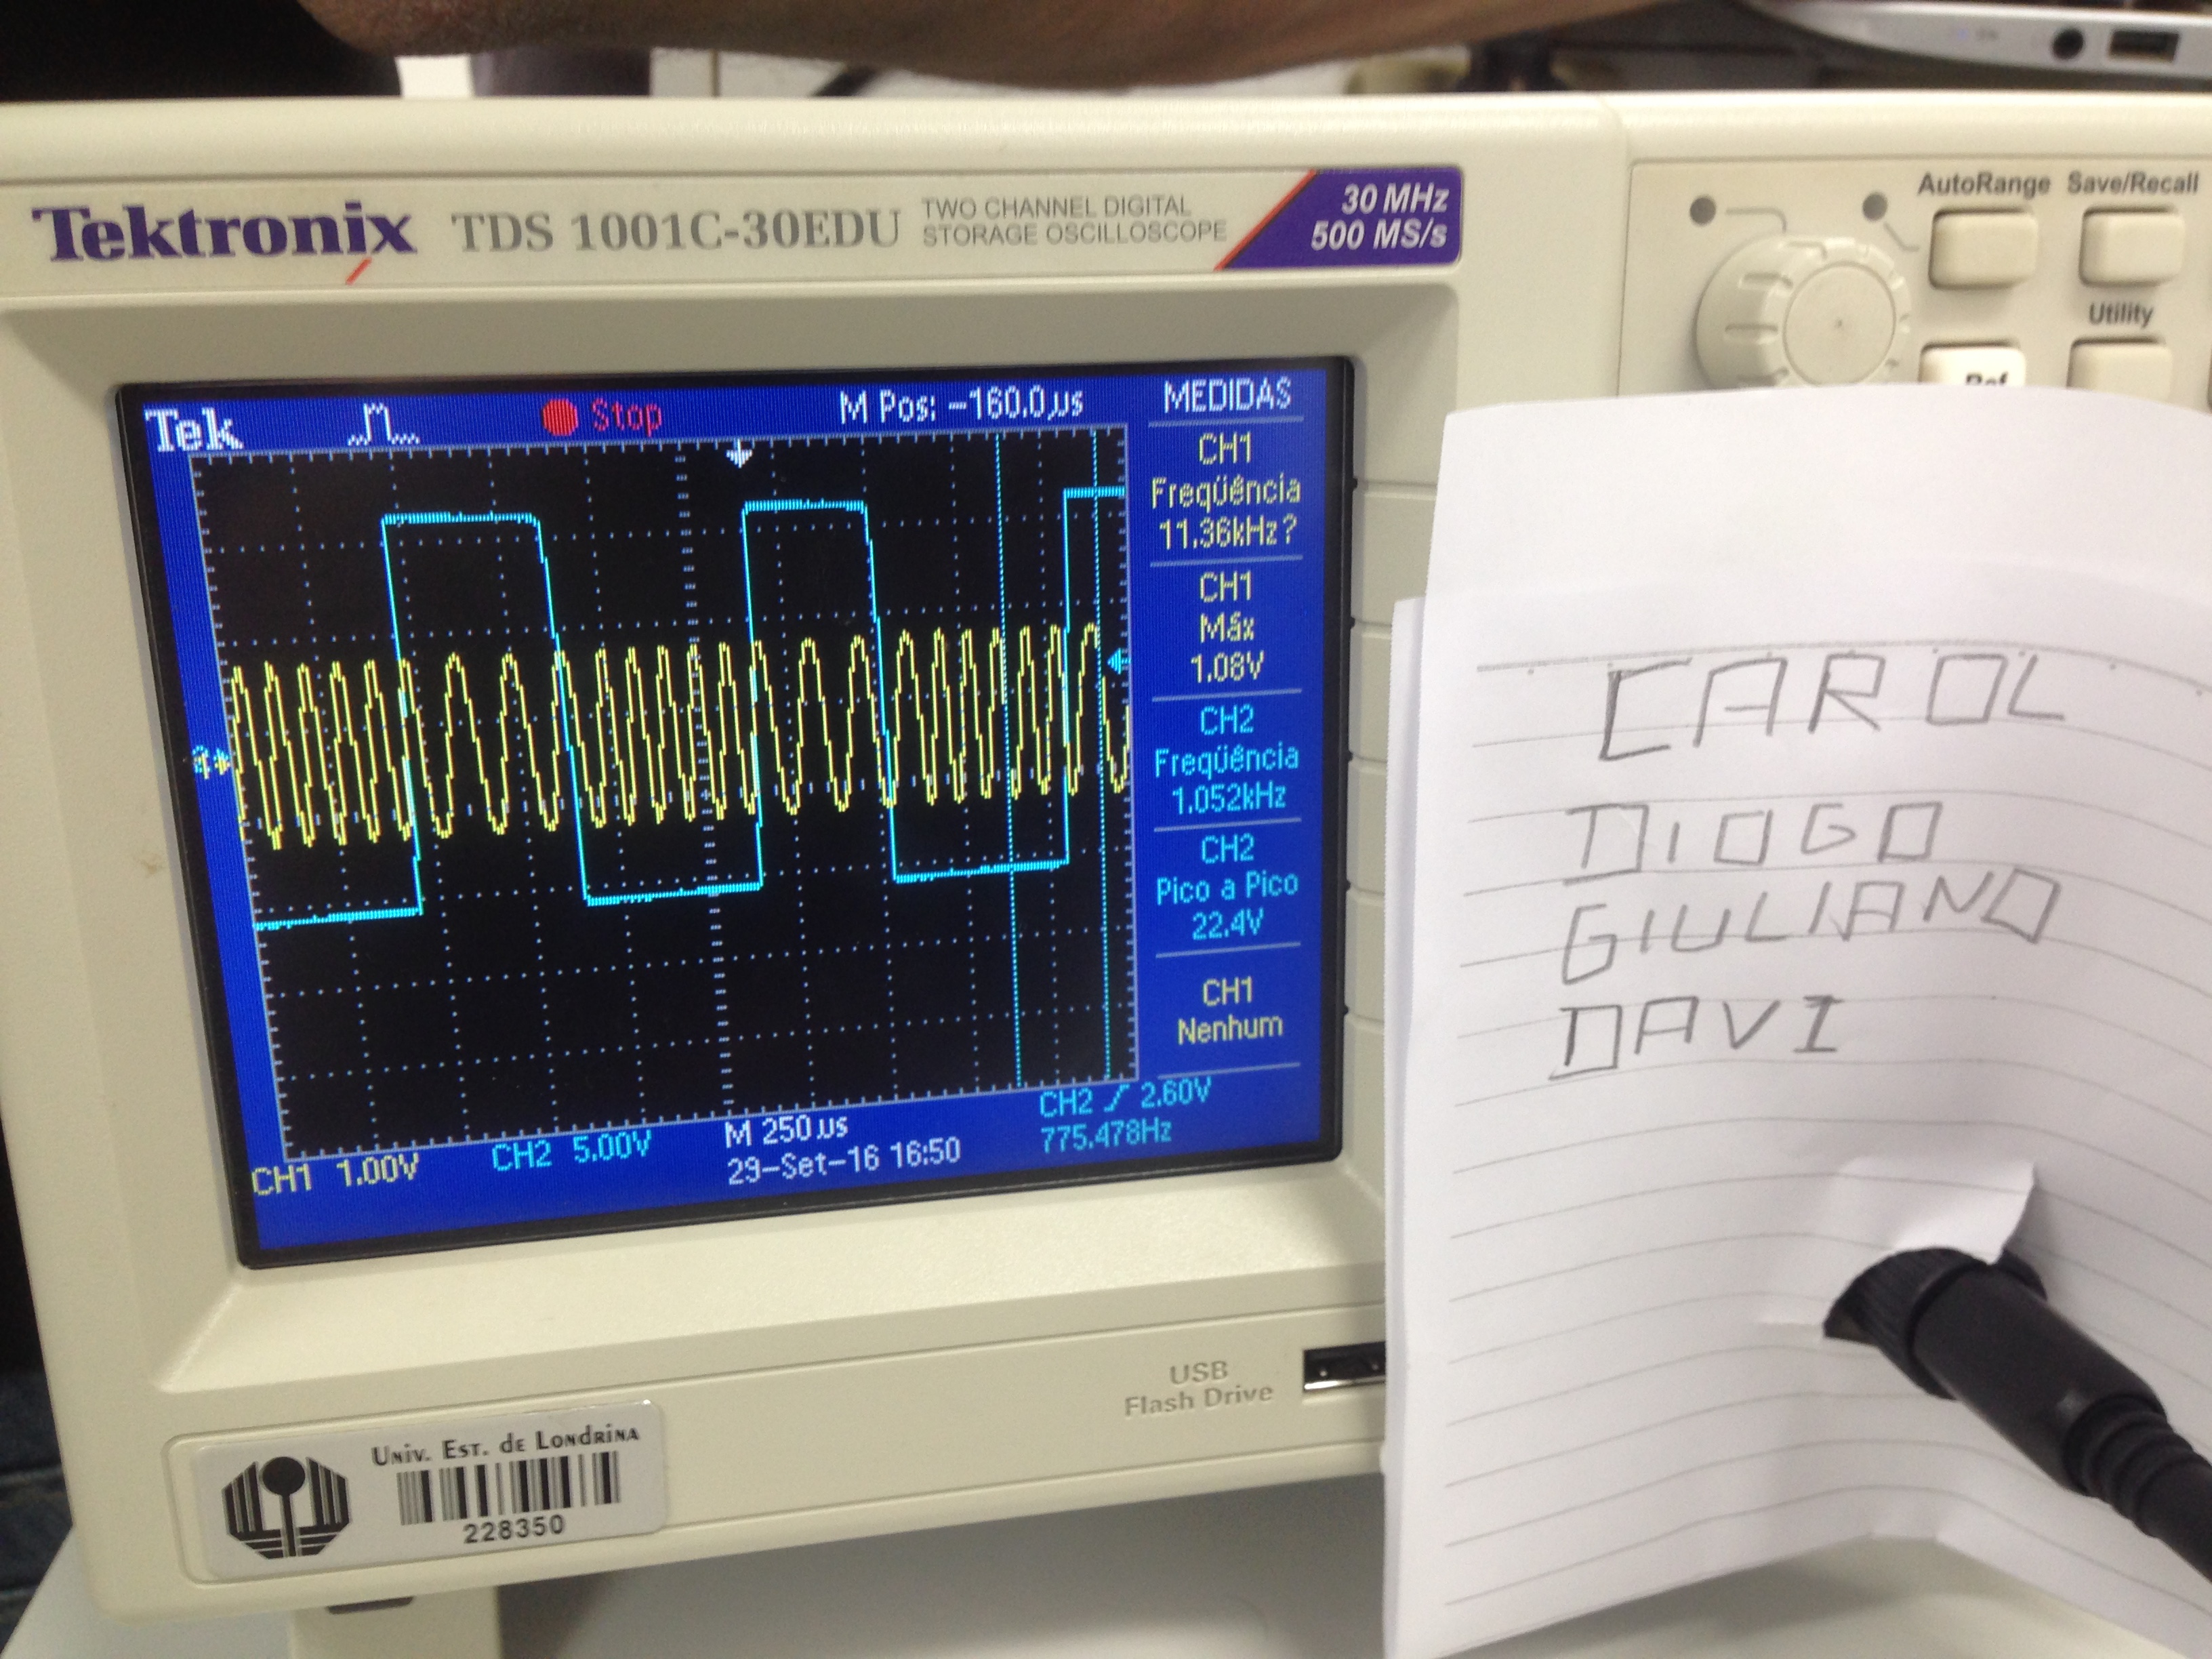 Tektronix TDS 1001C-30EDU TWO CHANNEL DIGITAL
STORAGE OSCILLOSCOPE
30 MHz
500 MS/s
AutoRange Save/Recall
Utility
Ref
Tek Stop M Pos: -160.0µs MEDIDAS
CH1
Freqüência
11.36kHz?
CH1
Máx
1.08V
CH2
Freqüência
1.052kHz
CH2
Pico a Pico
22.4V
CH1
Nenhum
CH1 1.00V CH2 5.00V M 250µs CH2 2.60V
29-Set-16 16:50 775.478Hz
CAROL
DIOGO
GIULIANO
DAVI
USB
Flash Drive
Univ. Est. de Londrina
228350